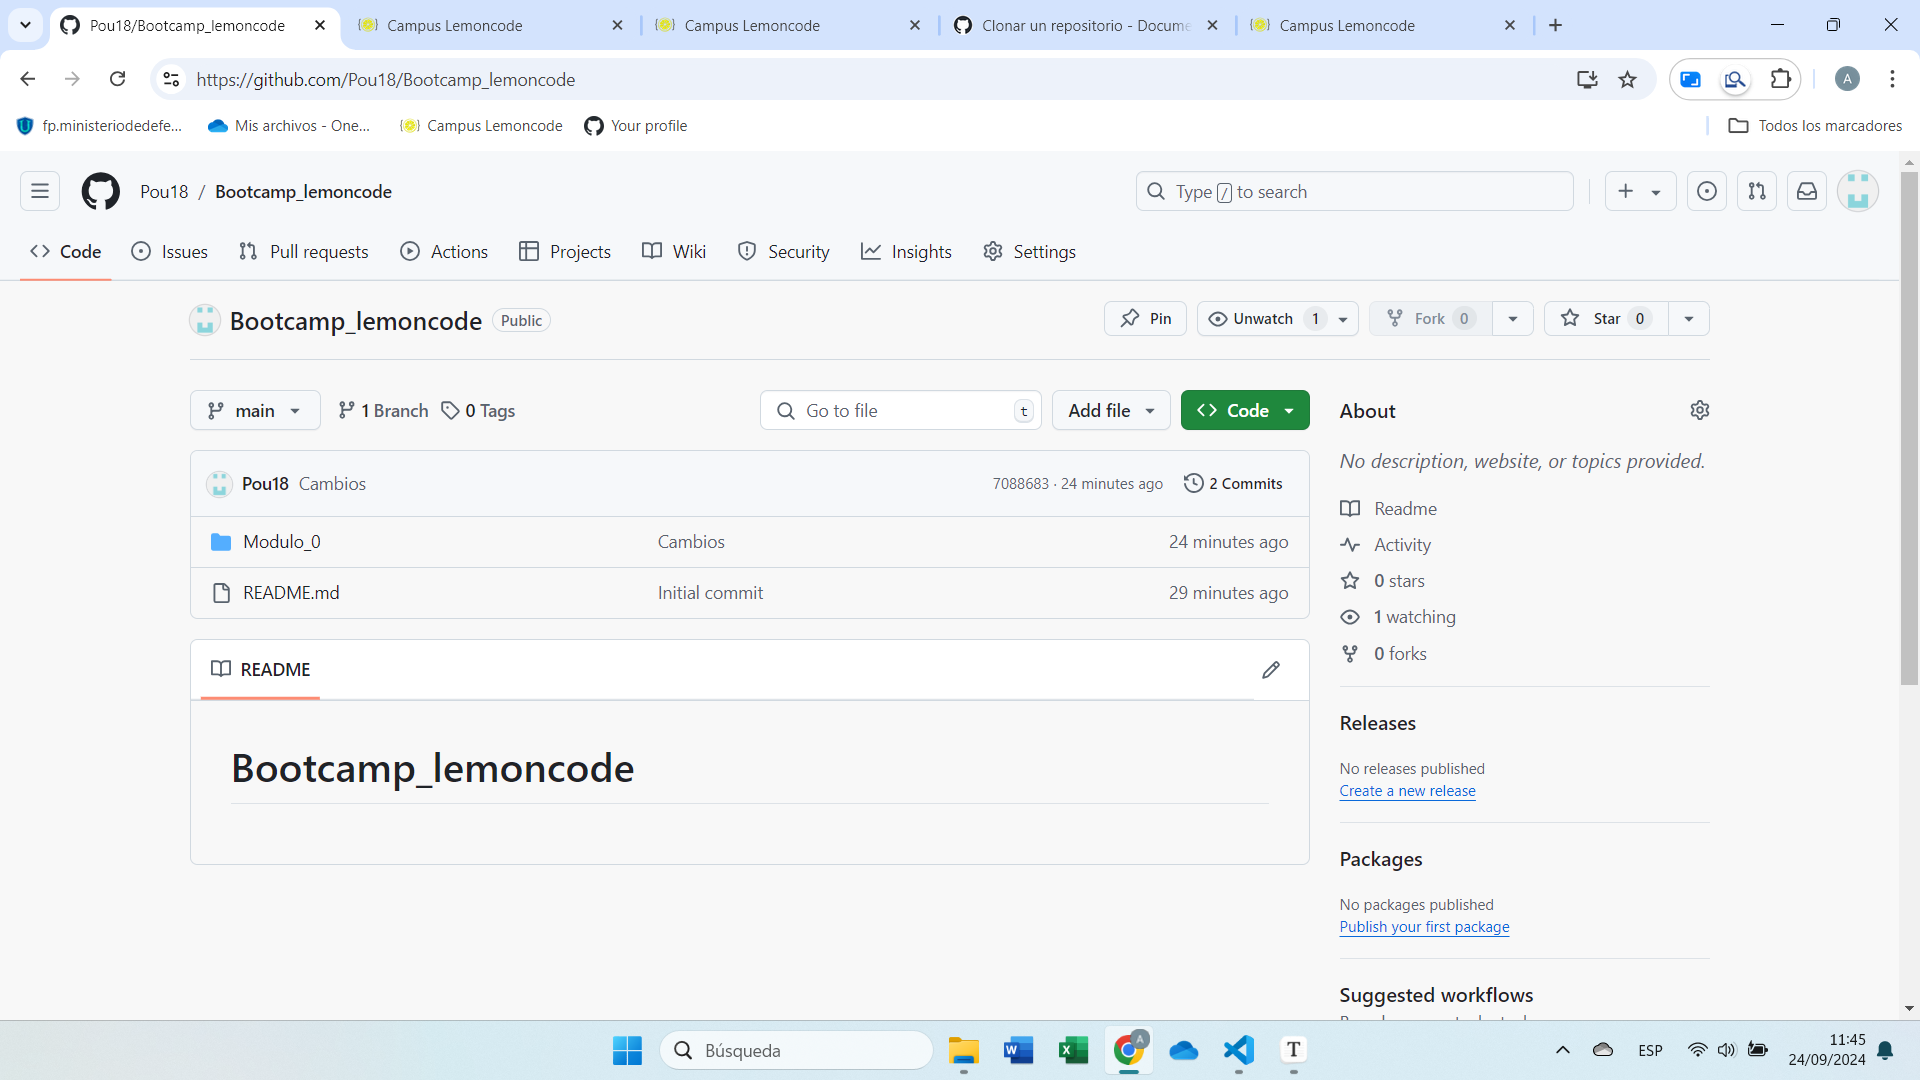 Pou18/Bootcamp_lemoncode
Campus Lemoncode
Campus Lemoncode
Clonar un repositorio - Docume
Campus Lemoncode
https://github.com/Pou18/Bootcamp_lemoncode
A
fp.ministeriodedefe...
Mis archivos - One...
Campus Lemoncode
Your profile
Todos los marcadores
Pou18 / Bootcamp_lemoncode
Type / to search
Code
Issues
Pull requests
Actions
Projects
Wiki
Security
Insights
Settings
Bootcamp_lemoncode Public
Pin
Unwatch 1
Fork 0
Star 0
main
1 Branch
0 Tags
Go to file t
Add file
Code
Pou18 Cambios
7088683 · 24 minutes ago
2 Commits
Modulo_0 Cambios 24 minutes ago
README.md Initial commit 29 minutes ago
README
Bootcamp_lemoncode
About
No description, website, or topics provided.
Readme
Activity
0 stars
1 watching
0 forks
Releases
No releases published
Create a new release
Packages
No packages published
Publish your first package
Suggested workflows
Búsqueda
A
T
ESP
11:45
24/09/2024